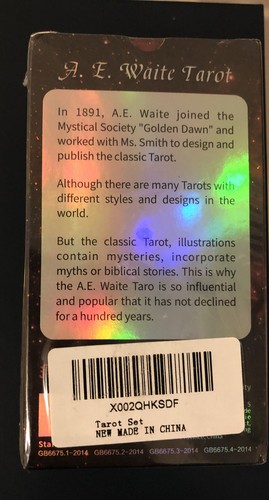 A. E. Waite Tarot
In 1891, A.E. Waite joined the
Mystical Society "Golden Dawn" and
worked with Ms. Smith to design and
publish the classic Tarot.
Although there are many Tarots with
different styles and designs in the
world.
But the classic Tarot, illustrations
contain mysteries, incorporate
myths or biblical stories. This is why
the A.E. Waite Taro is so influential
and popular that it has not declined
for a hundred years.
X002QHKSDF
Tarot Set
NEW MADE IN CHINA
GB6675.1-2014 GB6675.2-2014 GB6675.3-2014 GB6675.4-2014